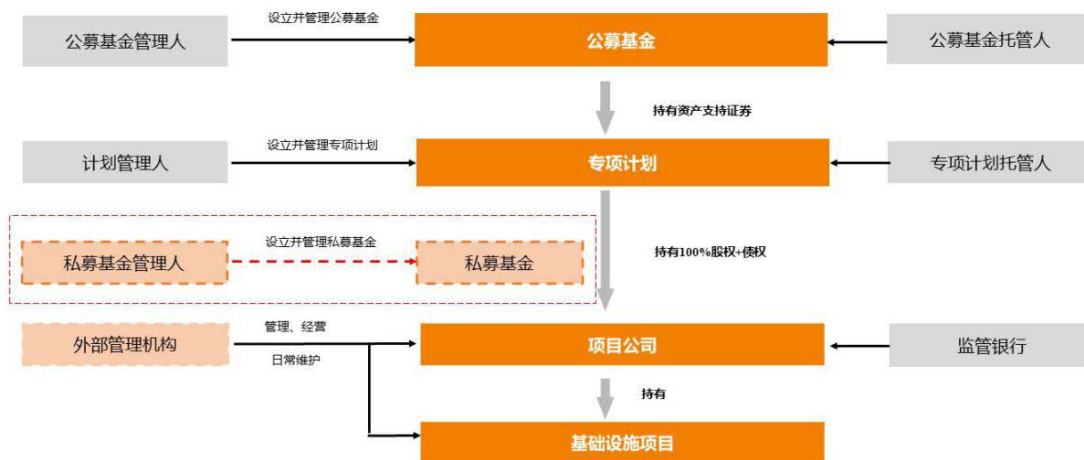 设立并管理公募基金
公募基金管理人
公募基金
公募基金托管人
持有资产支持证券
设立并管理专项计划
计划管理人
专项计划
专项计划托管人
设立并管理私募基金
持有100%股权+债权
私募基金管理人
私募基金
管理、经营
外部管理机构
项目公司
监管银行
日常维护
持有
基础设施项目